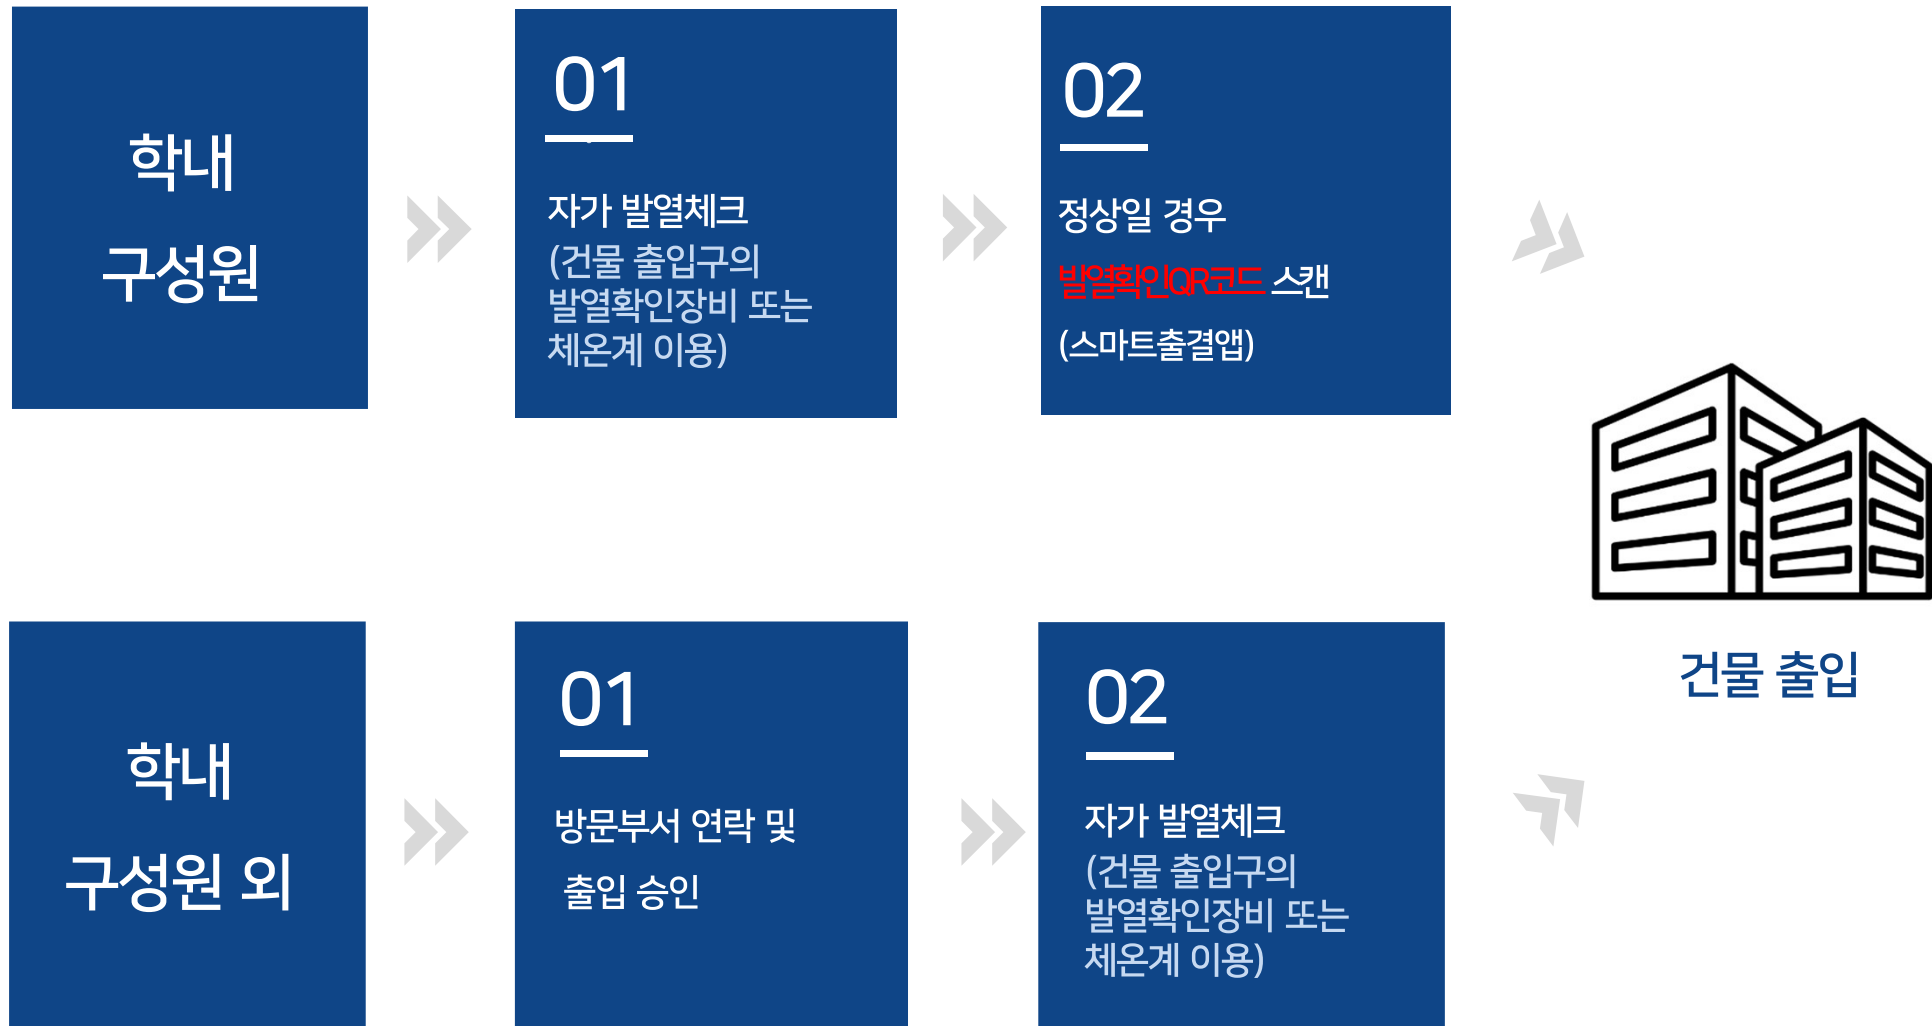 학내
구성원
01
자가 발열체크
(건물 출입구의
발열확인장비 또는
체온계 이용)
02
정상일 경우
발열확인QR코드 스캔
(스마트출결앱)
학내
구성원 외
01
방문부서 연락 및
출입 승인
02
자가 발열체크
(건물 출입구의
발열확인장비 또는
체온계 이용)
건물 출입